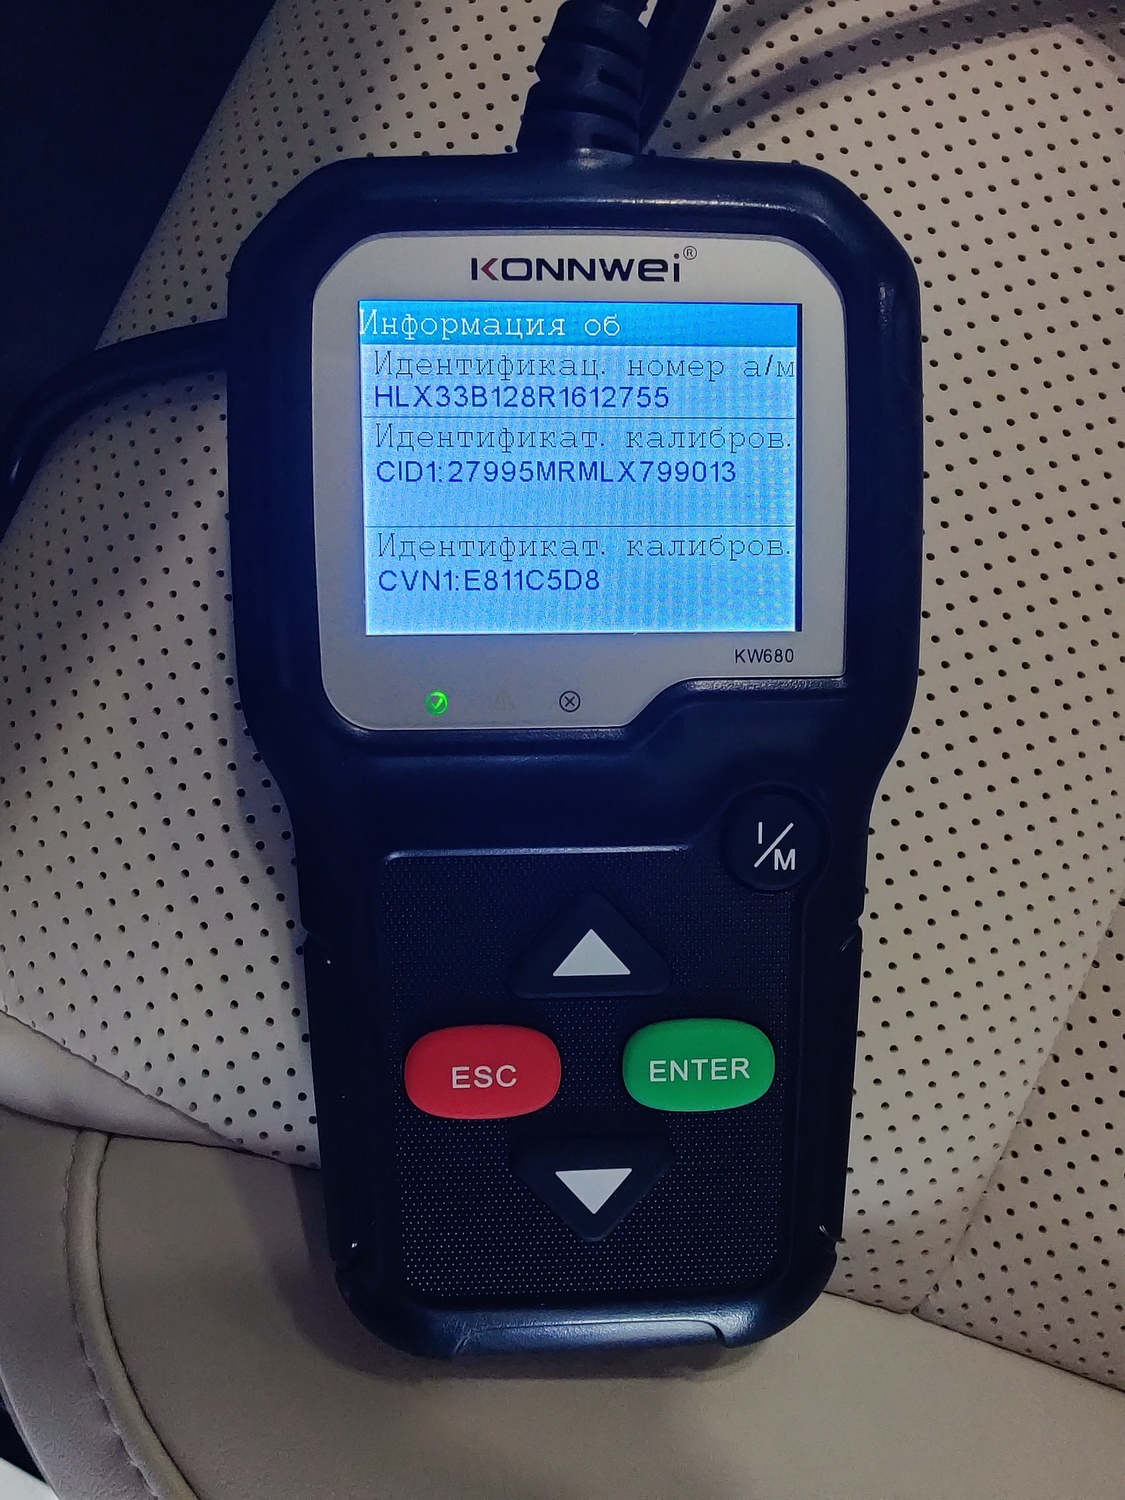 KONNWEI®
Информация об
Идентификац. номер а/м
HLX33B128R1612755
Идентификат. калибров.
CID1:27995MRMLX799013
Идентификат. калибров.
CVN1:E811C5D8
KW680
I/M
ESC
ENTER